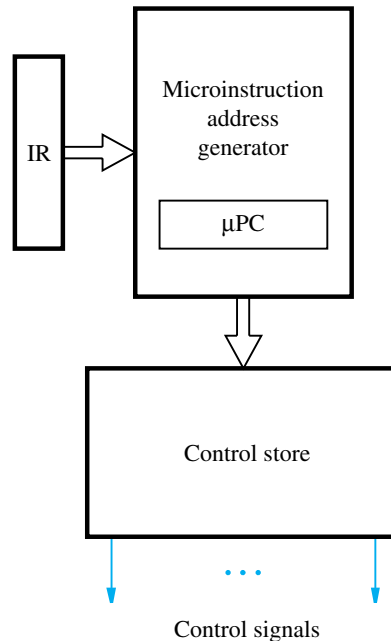 Microinstruction
address
generator
IR
μPC
Control store
. . .
Control signals